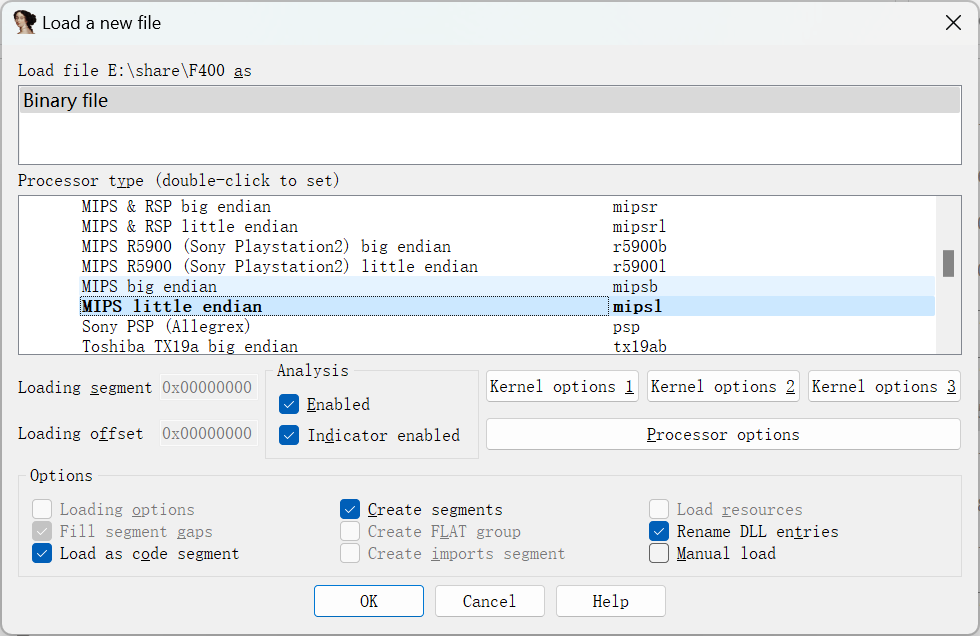 Load a new file
Load file E:\share\F400 as
Binary file
Processor type (double-click to set)
MIPS & RSP big endian mipsr
MIPS & RSP little endian mipsrl
MIPS R5900 (Sony Playstation2) big endian r5900b
MIPS R5900 (Sony Playstation2) little endian r5900l
MIPS big endian mipsb
MIPS little endian mipsl
Sony PSP (Allegrex) psp
Toshiba TX19a big endian tx19ab
Analysis
Loading segment 0x00000000
Enabled
Kernel options 1
Kernel options 2
Kernel options 3
Loading offset 0x00000000
Indicator enabled
Processor options
Options
Loading options
Create segments
Load resources
Fill segment gaps
Create FLAT group
Rename DLL entries
Load as code segment
Create imports segment
Manual load
OK
Cancel
Help